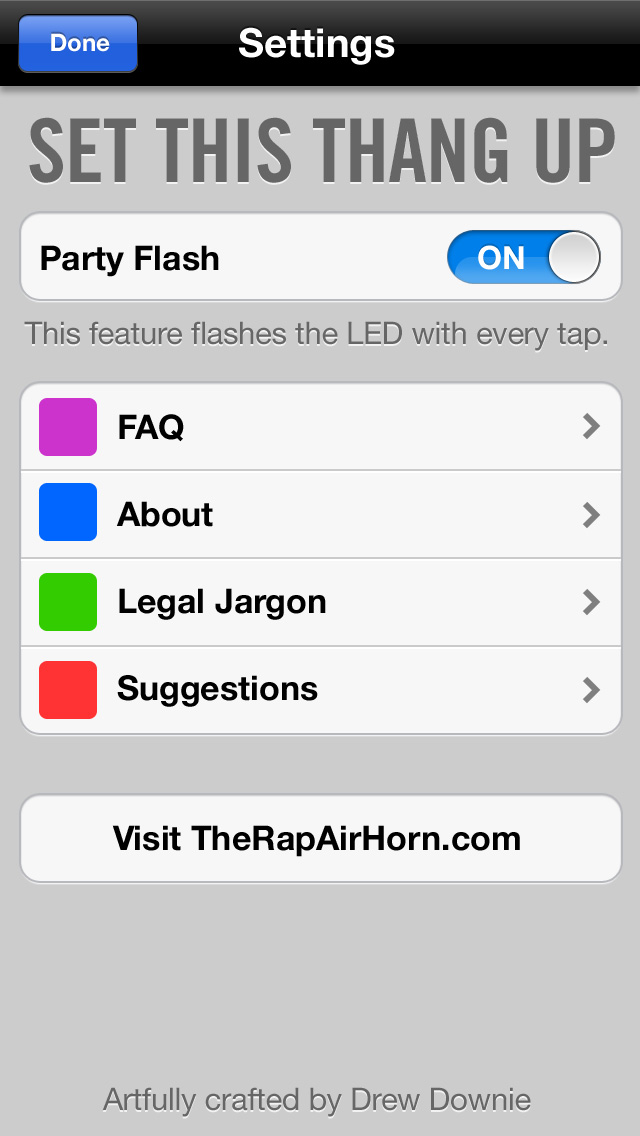 Done
Settings
SET THIS THANG UP
Party Flash
ON
This feature flashes the LED with every tap.
FAQ
About
Legal Jargon
Suggestions
Visit TheRapAirHorn.com
Artfully crafted by Drew Downie